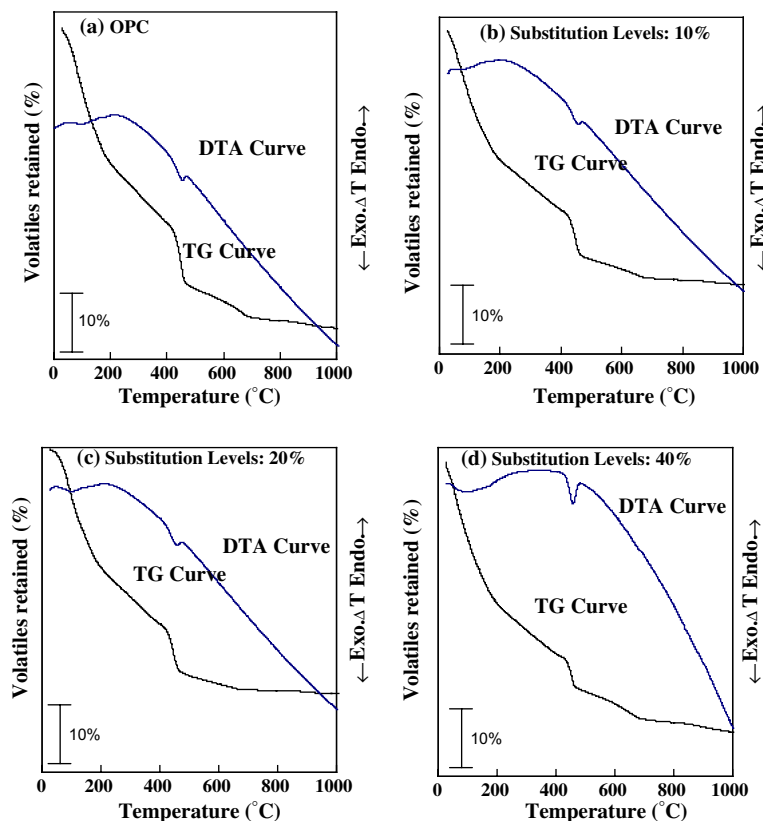 (a) OPC
DTA Curve
TG Curve
10%
Volatiles retained (%)
←Exo.ΔT Endo.→
0 200 400 600 800 1000
Temperature (°C)
(b) Substitution Levels: 10%
DTA Curve
TG Curve
10%
Volatiles retained (%)
←Exo.ΔT Endo.→
0 200 400 600 800 1000
Temperature (°C)
(c) Substitution Levels: 20%
DTA Curve
TG Curve
10%
Volatiles retained (%)
←Exo.ΔT Endo.→
0 200 400 600 800 1000
Temperature (°C)
(d) Substitution Levels: 40%
DTA Curve
TG Curve
10%
Volatiles retained (%)
←Exo.ΔT Endo.→
0 200 400 600 800 1000
Temperature (°C)